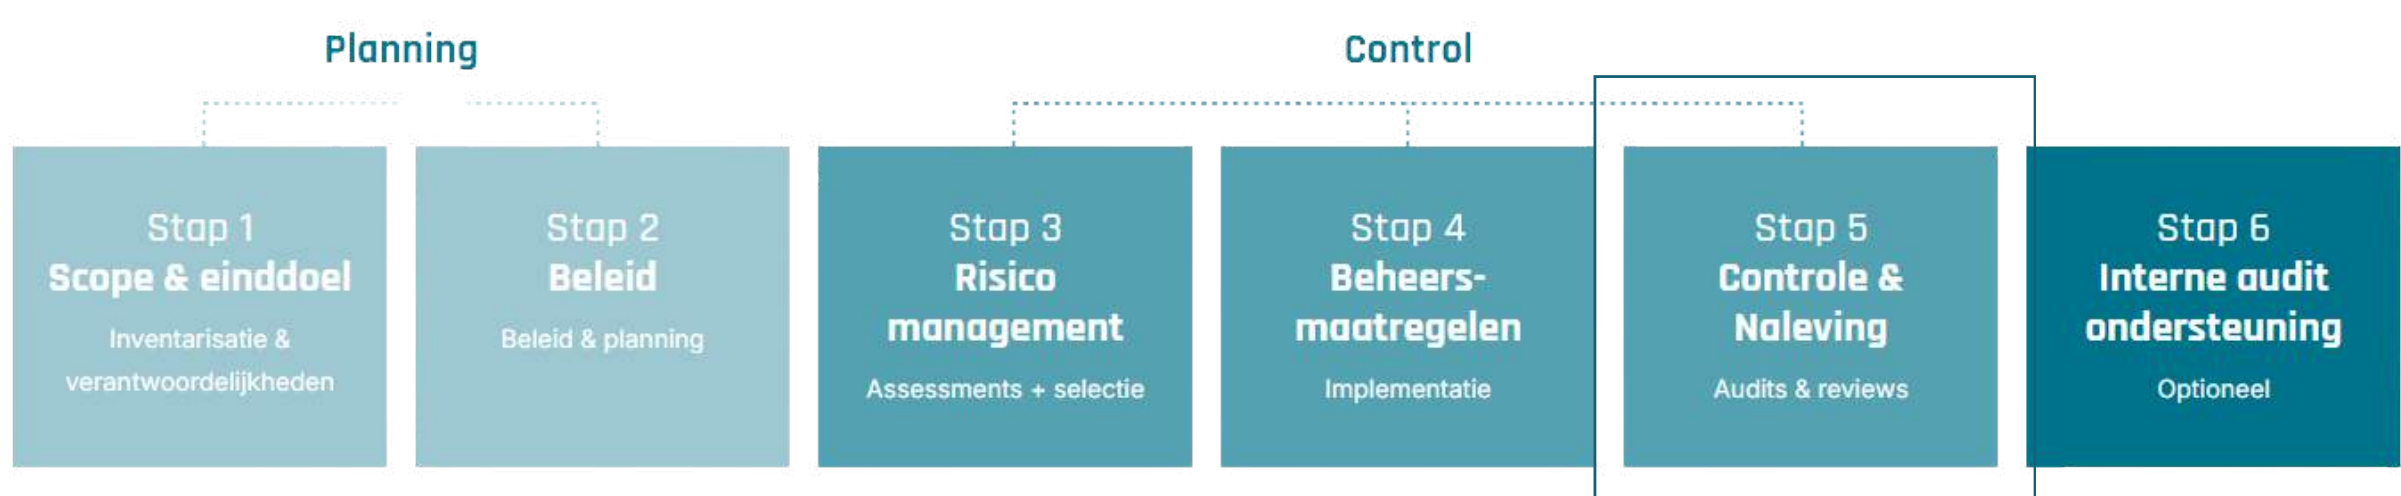 Planning
Control
Stap 1
Scope & einddoel
Inventarisatie &
verantwoordelijkheden
Stap 2
Beleid
Beleid & planning
Stap 3
Risico
management
Assessments + selectie
Stap 4
Beheers-
maatregelen
Implementatie
Stap 5
Controle &
Naleving
Audits & reviews
Stap 6
Interne audit
ondersteuning
Optioneel